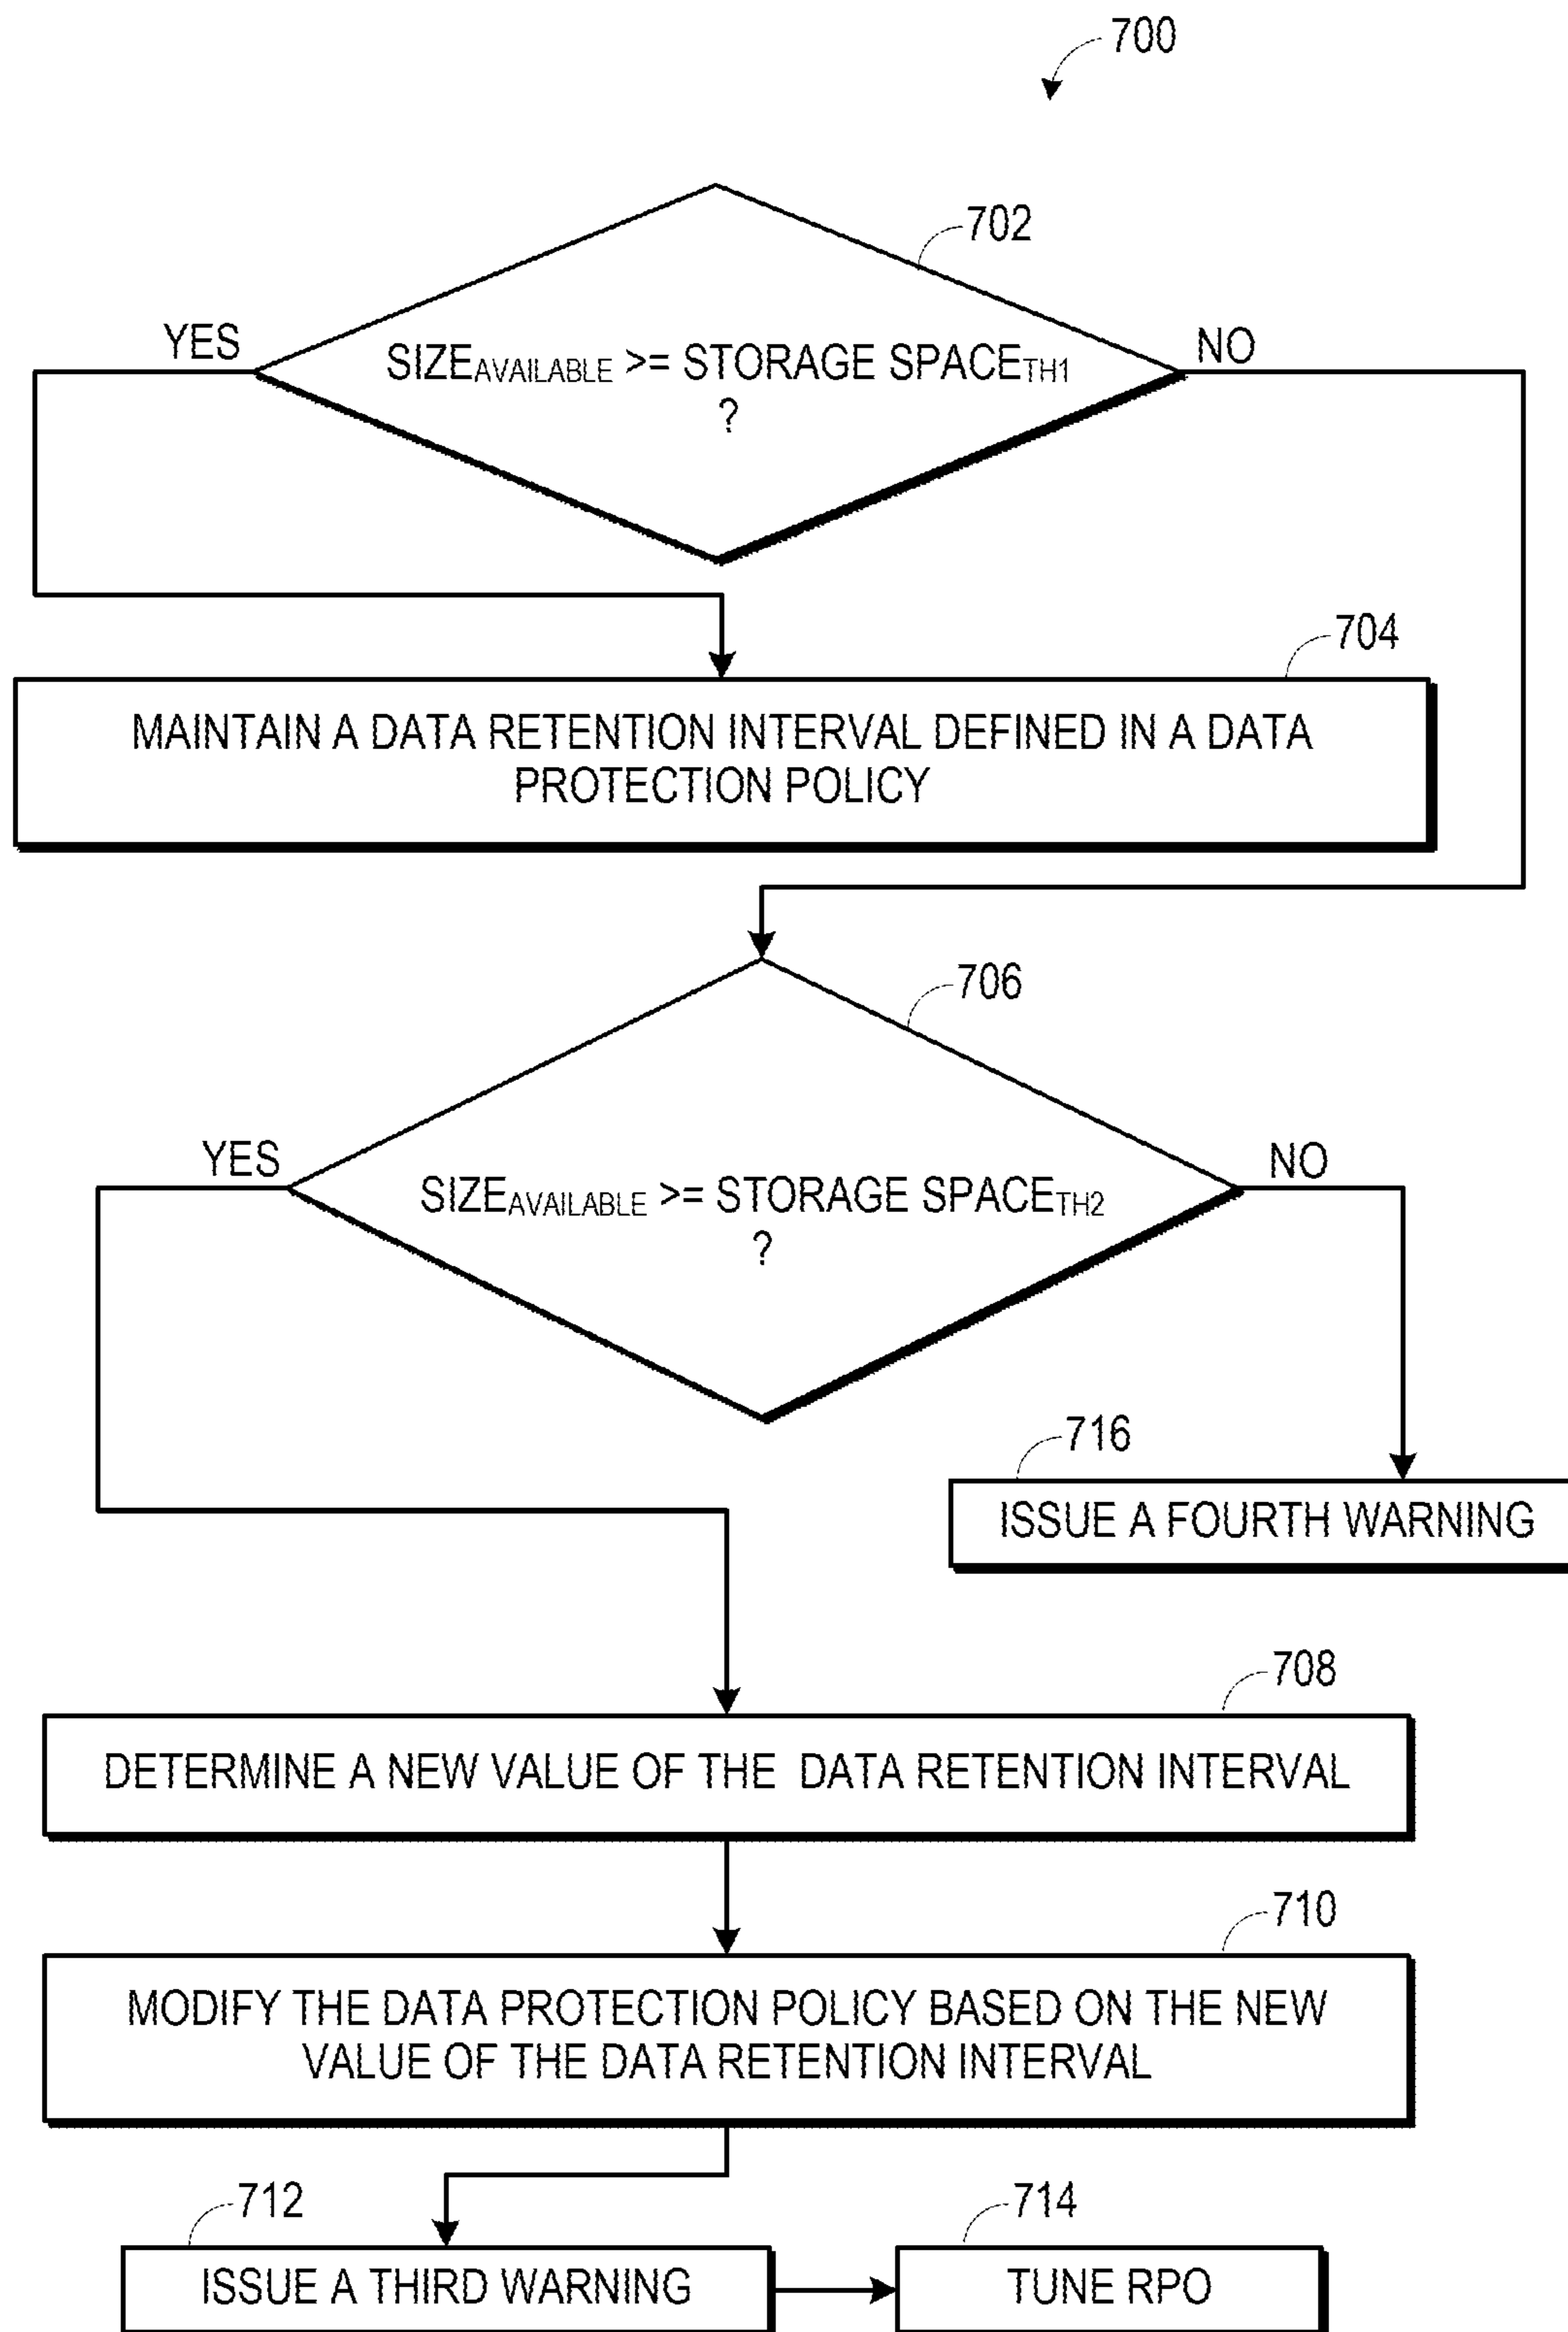 700
702
YES
NO
SIZEAVAILABLE >= STORAGE SPACETH1
?
704
MAINTAIN A DATA RETENTION INTERVAL DEFINED IN A DATA
PROTECTION POLICY
706
YES
NO
SIZEAVAILABLE >= STORAGE SPACETH2
?
716
ISSUE A FOURTH WARNING
708
DETERMINE A NEW VALUE OF THE DATA RETENTION INTERVAL
710
MODIFY THE DATA PROTECTION POLICY BASED ON THE NEW
VALUE OF THE DATA RETENTION INTERVAL
712
714
ISSUE A THIRD WARNING
TUNE RPO